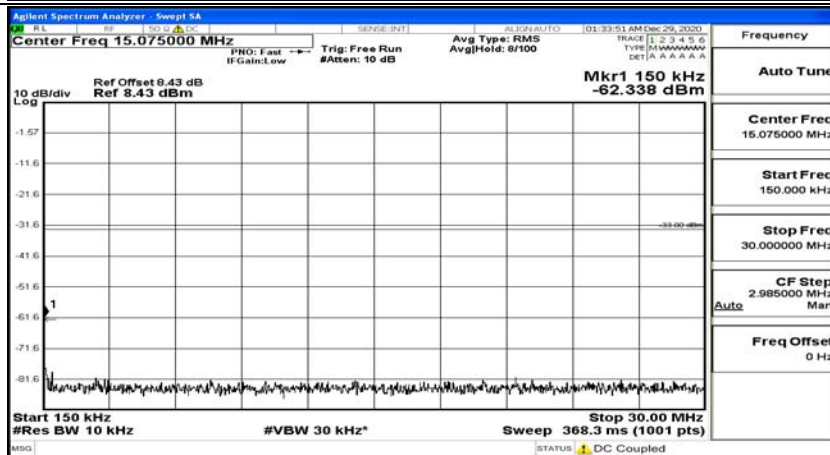 Agilent Spectrum Analyzer - Swept SA
RL RF 50 Ω DC SENSE:INT ALIGN AUTO 01:33:51 AM Dec 29, 2020
Center Freq 15.075000 MHz
PNO: Fast
IFGain:Low
Trig: Free Run
#Atten: 10 dB
Avg Type: RMS
Avg|Hold: 8/100
TRACE 1 2 3 4 5 6
TYPE M WWWWW
DET A A A A A A
Frequency
Ref Offset 8.43 dB
Ref 8.43 dBm
10 dB/div
Log
Mkr1 150 kHz
-62.338 dBm
-1.57
-11.6
-21.6
-31.6
-41.6
-51.6
-61.6
-71.6
-81.6
-33.00 dBm
1
Start 150 kHz
Stop 30.00 MHz
#Res BW 10 kHz
#VBW 30 kHz*
Sweep 368.3 ms (1001 pts)
MSG
STATUS DC Coupled
Auto Tune
Center Freq
15.075000 MHz
Start Freq
150.000 kHz
Stop Freq
30.000000 MHz
CF Step
2.985000 MHz
Auto Man
Freq Offset
0 Hz